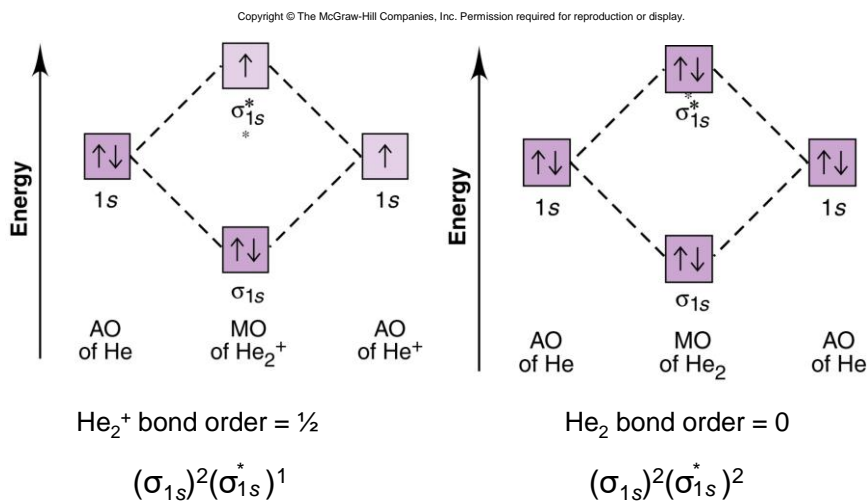 Copyright © The McGraw-Hill Companies, Inc. Permission required for reproduction or display.
Energy
↑
σ*1s
*
↑↓
1s
↑
1s
↑↓
σ1s
AO of He
MO of He2+
AO of He+
He2+ bond order = ½
(σ1s)2(σ*1s)1
Energy
↑↓
*
σ*1s
↑↓
1s
↑↓
1s
↑↓
σ1s
AO of He
MO of He2
AO of He
He2 bond order = 0
(σ1s)2(σ*1s)2